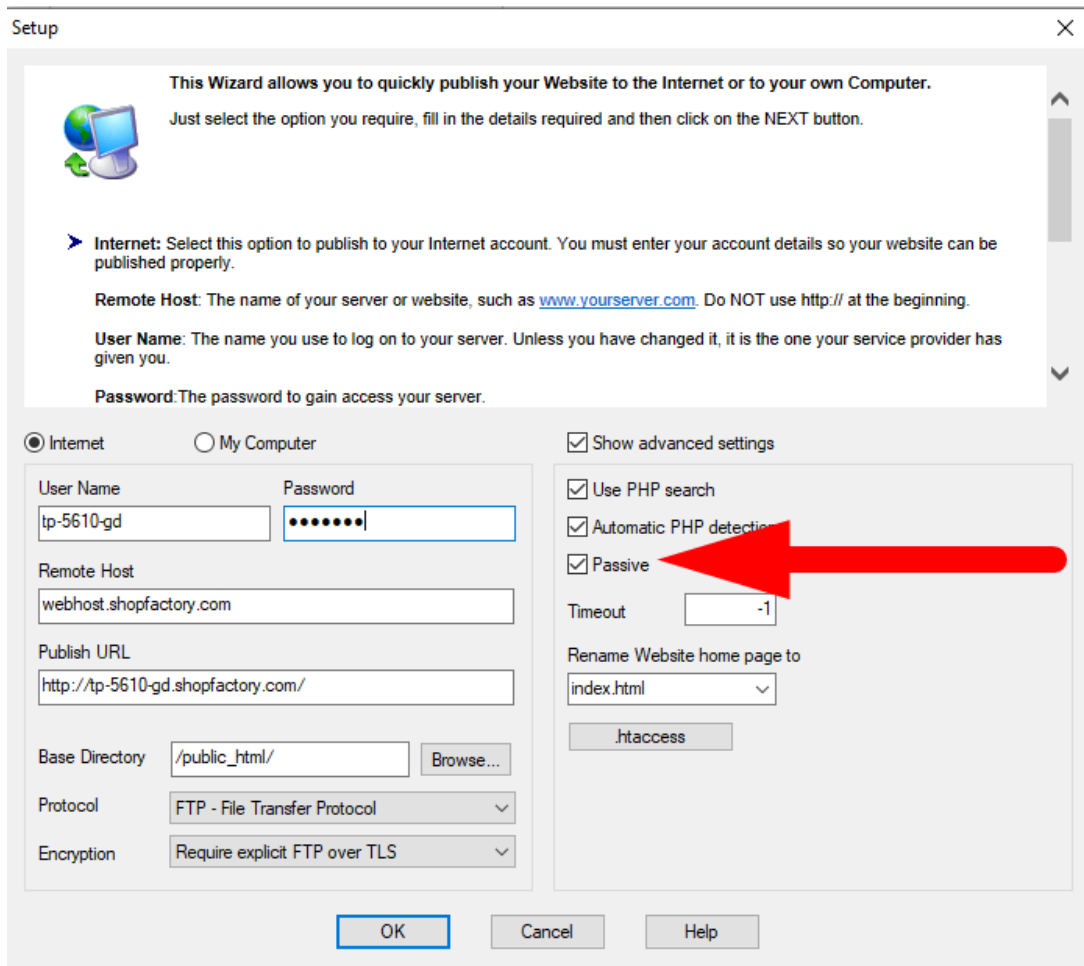 Setup
This Wizard allows you to quickly publish your Website to the Internet or to your own Computer.
Just select the option you require, fill in the details required and then click on the NEXT button.
Internet: Select this option to publish to your Internet account. You must enter your account details so your website can be
published properly.
Remote Host: The name of your server or website, such as www.yourserver.com. Do NOT use http:// at the beginning.
User Name: The name you use to log on to your server. Unless you have changed it, it is the one your service provider has
given you.
Password:The password to gain access your server.
Internet
My Computer
Show advanced settings
User Name
Password
tp-5610-gd
●●●●●●●
Remote Host
webhost.shopfactory.com
Publish URL
http://tp-5610-gd.shopfactory.com/
Base Directory
/public_html/
Browse...
Protocol
FTP - File Transfer Protocol
Encryption
Require explicit FTP over TLS
Use PHP search
Automatic PHP detection
Passive
Timeout
-1
Rename Website home page to
index.html
.htaccess
OK
Cancel
Help